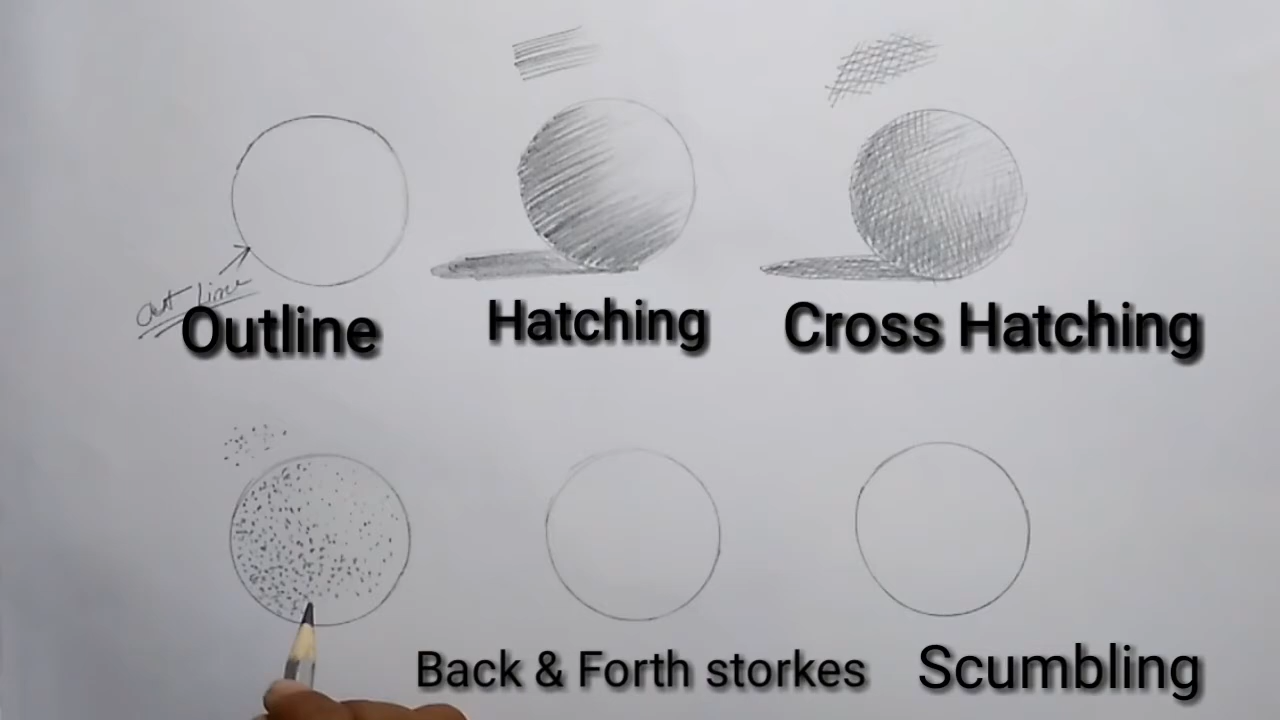 Out Line
Outline
Hatching
Cross Hatching
Back & Forth storkes
Scumbling